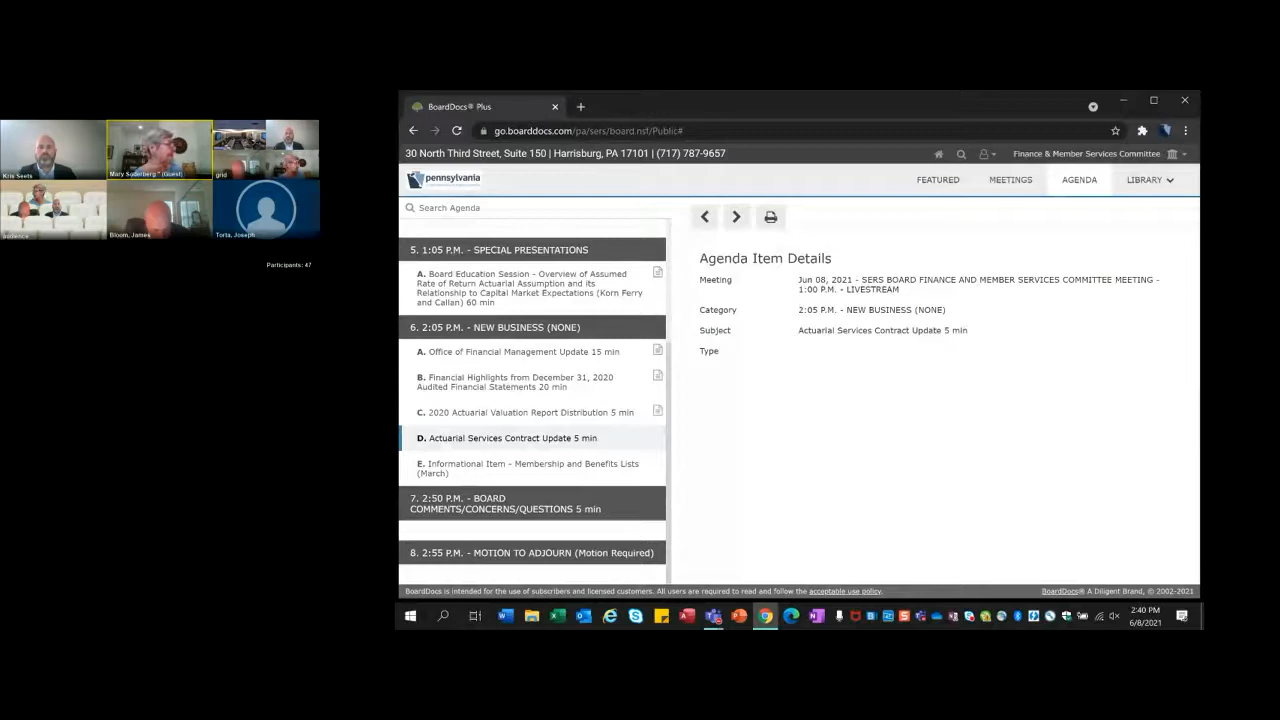 Kris Seets
Mary Soderberg " (Guest)
grid
audience
Bloom, James
Torta, Joseph
Participants: 47
BoardDocs® Plus
go.boarddocs.com/pa/sers/board.nsf/Public#
30 North Third Street, Suite 150 | Harrisburg, PA 17101 | (717) 787-9657
Finance & Member Services Committee
pennsylvania
FEATURED
MEETINGS
AGENDA
LIBRARY
Search Agenda
5. 1:05 P.M. - SPECIAL PRESENTATIONS
A. Board Education Session - Overview of Assumed
Rate of Return Actuarial Assumption and its
Relationship to Capital Market Expectations (Korn Ferry
and Callan) 60 min
6. 2:05 P.M. - NEW BUSINESS (NONE)
A. Office of Financial Management Update 15 min
B. Financial Highlights from December 31, 2020
Audited Financial Statements 20 min
C. 2020 Actuarial Valuation Report Distribution 5 min
D. Actuarial Services Contract Update 5 min
E. Informational Item - Membership and Benefits Lists
(March)
7. 2:50 P.M. - BOARD
COMMENTS/CONCERNS/QUESTIONS 5 min
8. 2:55 P.M. - MOTION TO ADJOURN (Motion Required)
Agenda Item Details
Meeting
Jun 08, 2021 - SERS BOARD FINANCE AND MEMBER SERVICES COMMITTEE MEETING -
1:00 P.M. - LIVESTREAM
Category
2:05 P.M. - NEW BUSINESS (NONE)
Subject
Actuarial Services Contract Update 5 min
Type
BoardDocs is intended for the use of subscribers and licensed customers. All users are required to read and follow the acceptable use policy.
BoardDocs® A Diligent Brand, © 2002-2021
2:40 PM
6/8/2021